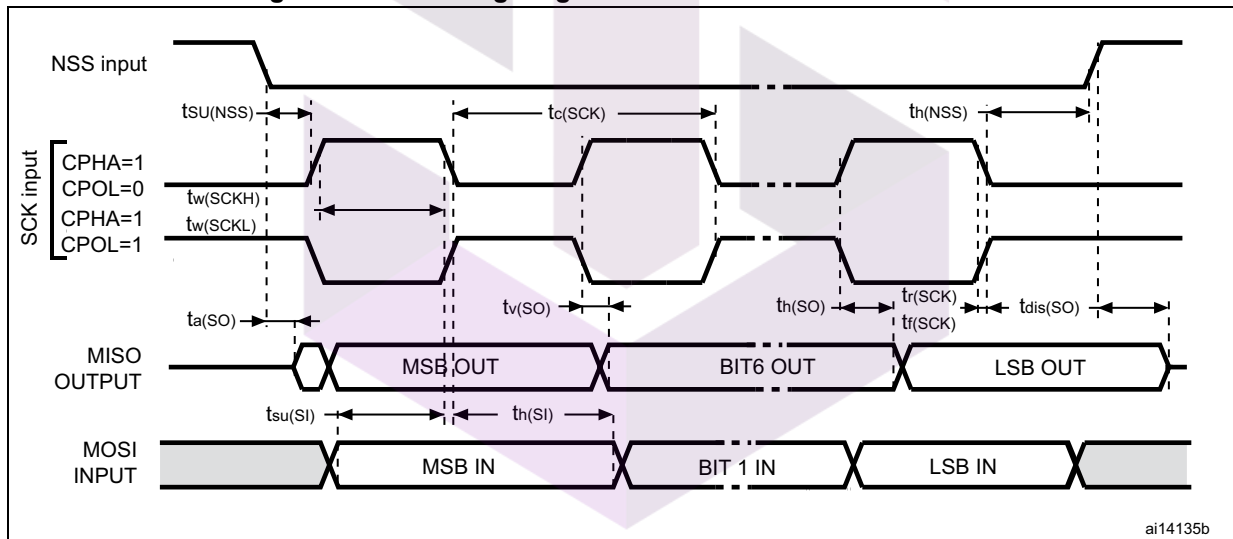 NSS input
tSU(NSS)
tc(SCK)
th(NSS)
SCK input
CPHA=1
CPOL=0
tw(SCKH)
CPHA=1
tw(SCKL)
CPOL=1
ta(SO)
tv(SO)
th(SO)
tr(SCK)
tf(SCK)
tdis(SO)
MISO
OUTPUT
MSB OUT
BIT6 OUT
LSB OUT
tsu(SI)
th(SI)
MOSI
INPUT
MSB IN
BIT 1 IN
LSB IN
ai14135b